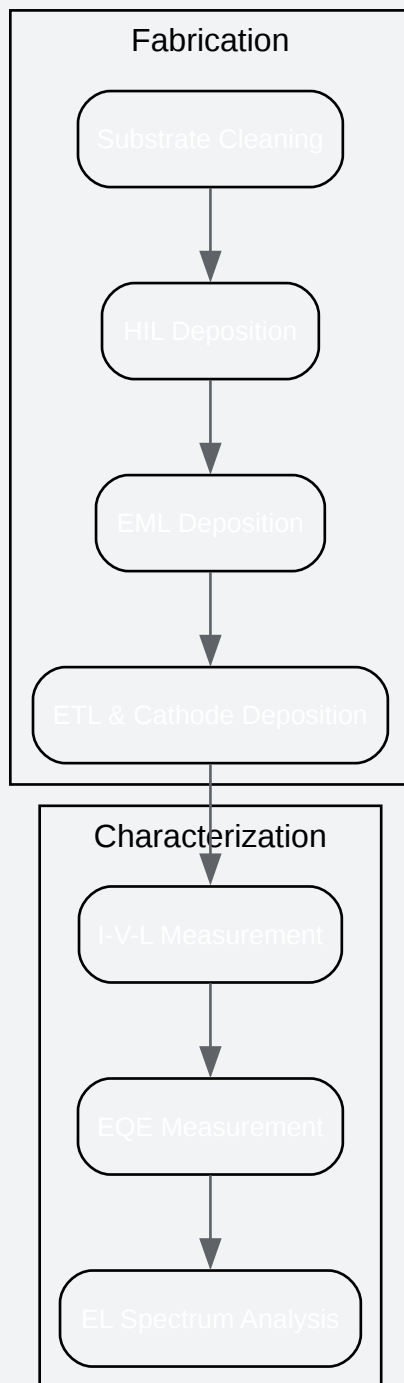 Fabrication
Substrate Cleaning
HIL Deposition
EML Deposition
ETL & Cathode Deposition
Characterization
I-V-L Measurement
EQE Measurement
EL Spectrum Analysis